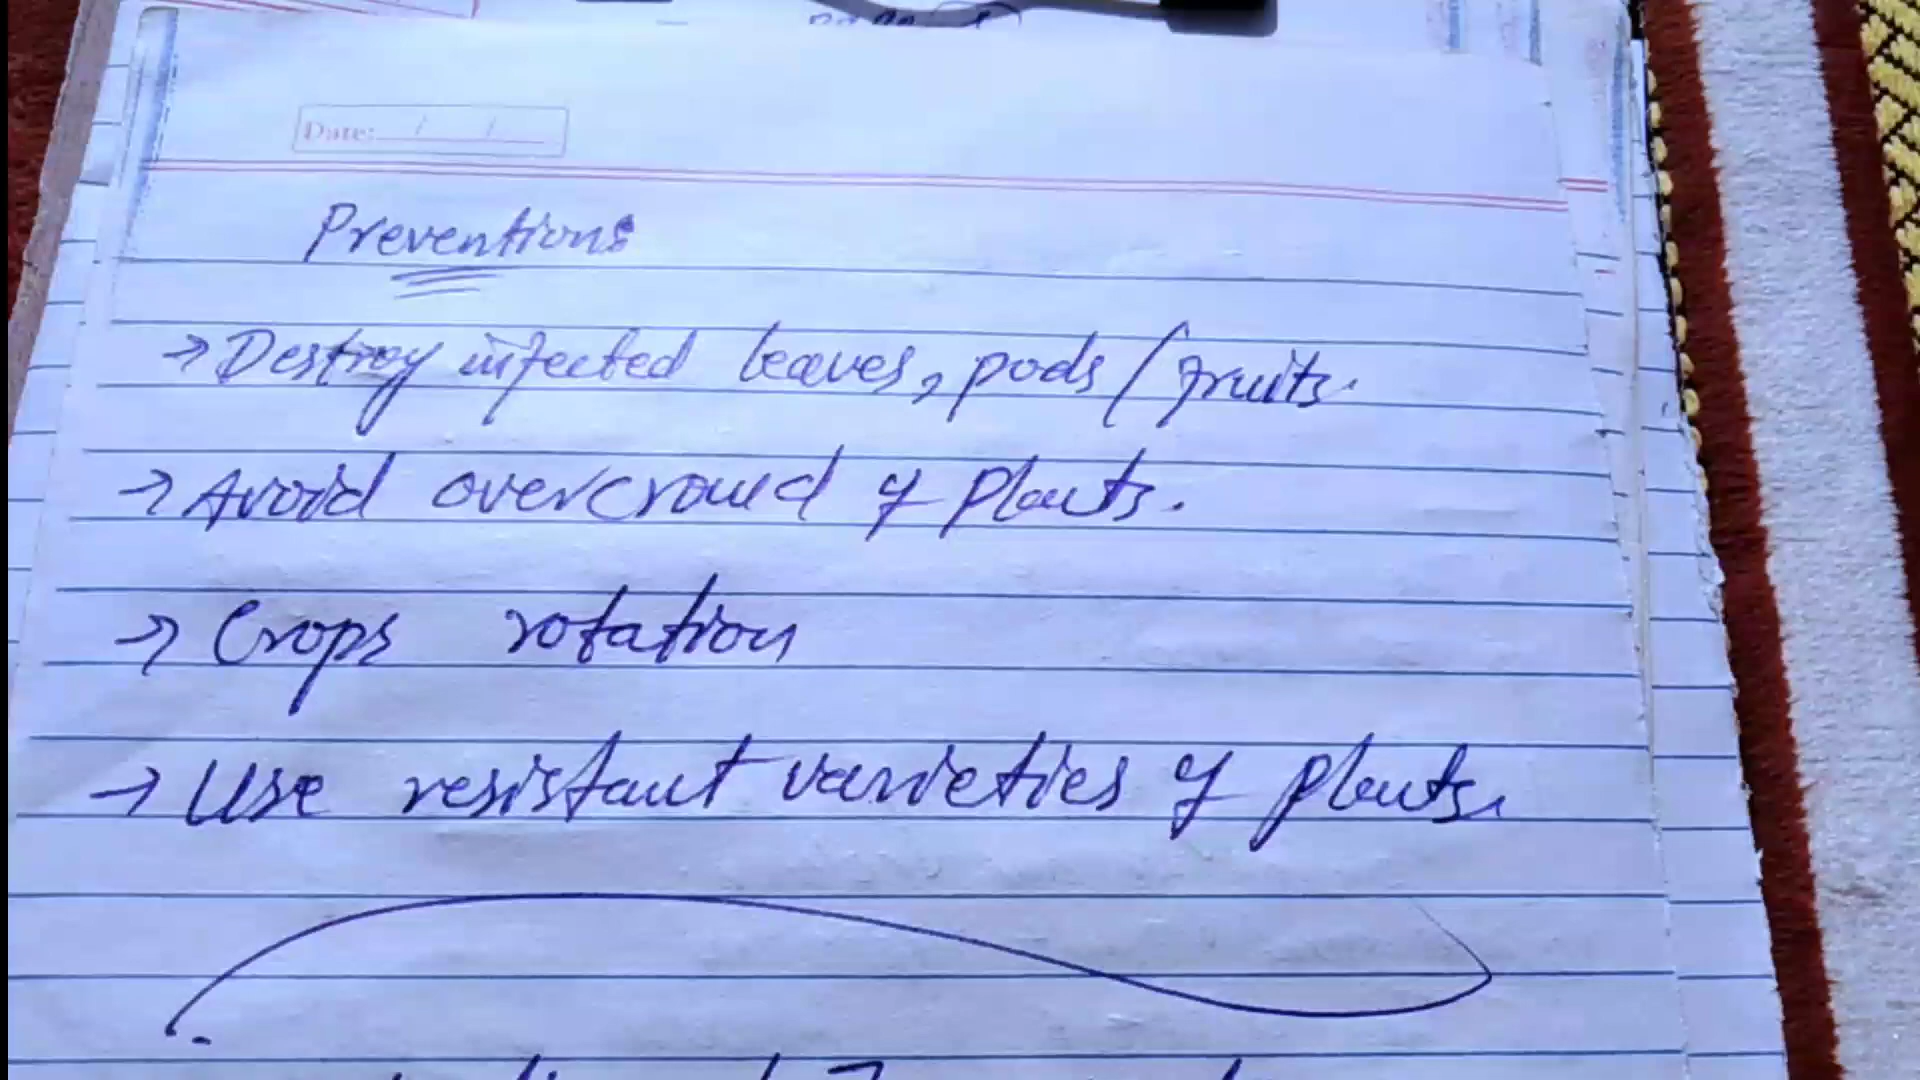 Date: / /
Preventions
→ Destroy infected leaves, pods / fruits.
→ Avoid overcrowd of plants.
→ Crops rotation
→ Use resistant varieties of plants.